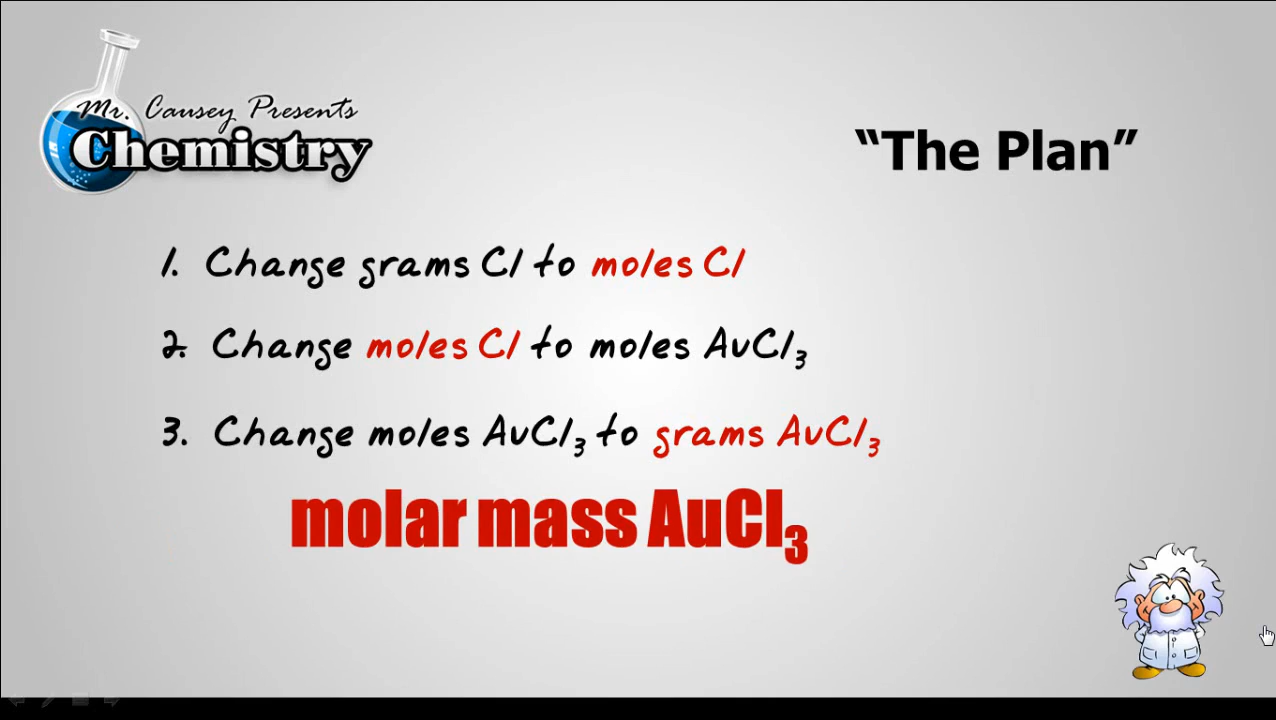 Mr. Causey Presents
Chemistry
“The Plan”
1. Change grams Cl to moles Cl
2. Change moles Cl to moles AuCl₃
3. Change moles AuCl₃ to grams AuCl₃
molar mass AuCl₃